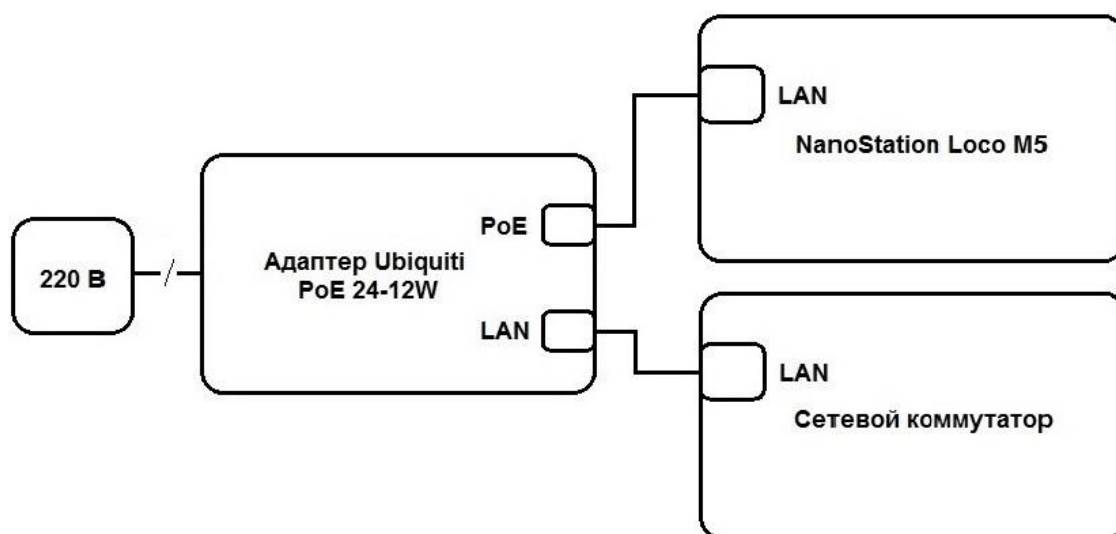 LAN
NanoStation Loco M5
PoE
Адаптер Ubiquiti
PoE 24-12W
220 В
LAN
LAN
Сетевой коммутатор